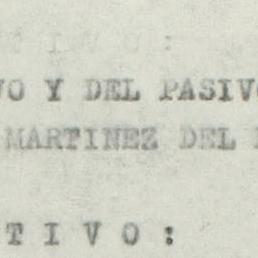 VO Y DEL PASIVO
MARTINEZ DEL
T I V O :